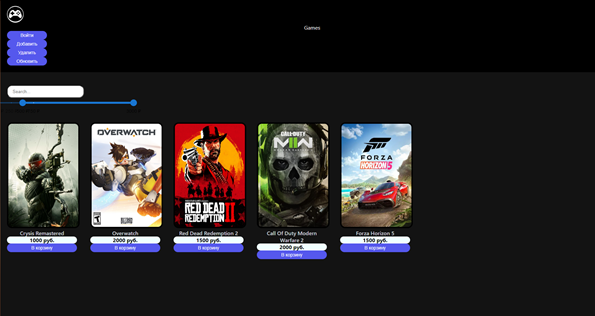 Games
Войти
Добавить
Удалить
Обновить
Search...
OVERWATCH
BLIZZARD
RED DEAD
REDEMPTION II
CALL OF DUTY
MWII
FORZA
HORIZON 5
Crysis Remastered
1000 руб.
В корзину
Overwatch
2000 руб.
В корзину
Red Dead Redemption 2
1500 руб.
В корзину
Call Of Duty Modern
Warfare 2
2000 руб.
В корзину
Forza Horizon 5
1500 руб.
В корзину